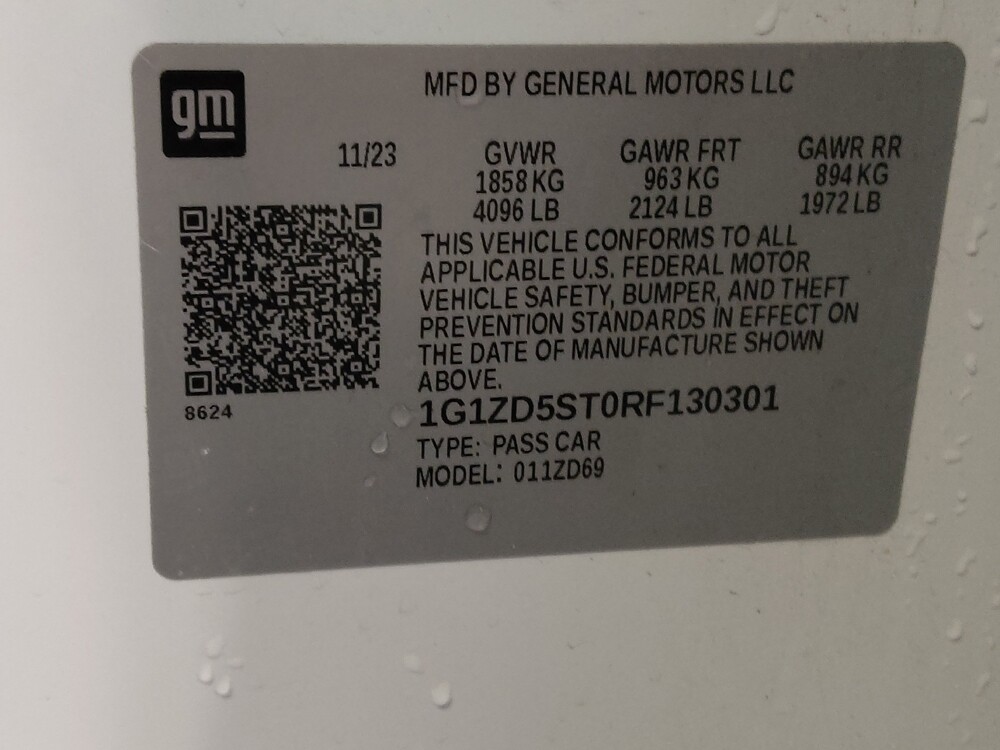 gm
MFD BY GENERAL MOTORS LLC
11/23 GVWR GAWR FRT GAWR RR
1858 KG 963 KG 894 KG
4096 LB 2124 LB 1972 LB
THIS VEHICLE CONFORMS TO ALL
APPLICABLE U.S. FEDERAL MOTOR
VEHICLE SAFETY, BUMPER, AND THEFT
PREVENTION STANDARDS IN EFFECT ON
THE DATE OF MANUFACTURE SHOWN
ABOVE.
8624
1G1ZD5ST0RF130301
TYPE: PASS CAR
MODEL: 011ZD69